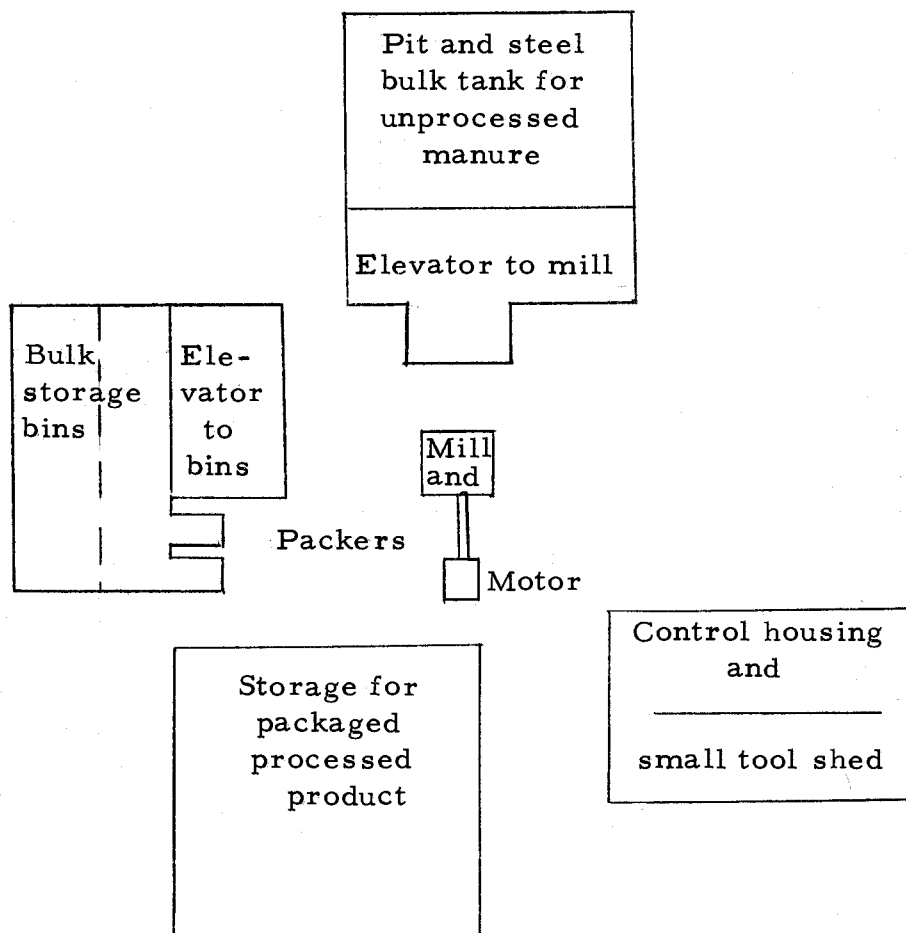 Pit and steel
bulk tank for
unprocessed
manure
Elevator to mill
Bulk
storage
bins
Ele-
vator
to
bins
Mill
and
Packers
Motor
Control housing
and
small tool shed
Storage for
packaged
processed
product